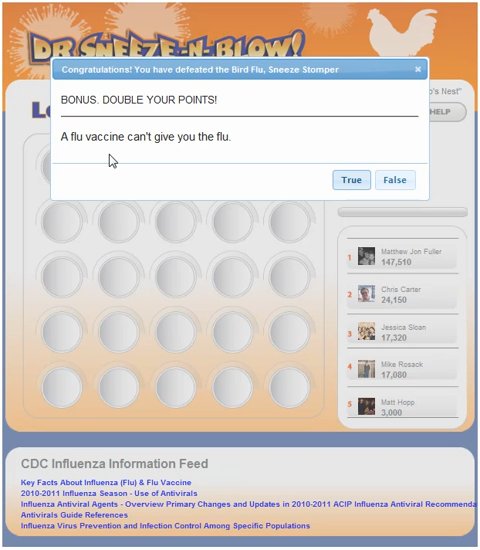 DR SNEEZE-N-BLOW!
Congratulations! You have defeated the Bird Flu, Sneeze Stomper
BONUS. DOUBLE YOUR POINTS!
A flu vaccine can't give you the flu.
True False
o's Nest"
HELP
1 Matthew Jon Fuller
147,510
2 Chris Carter
24,150
3 Jessica Sloan
17,320
4 Mike Rosack
17,080
5 Matt Hopp
3,000
CDC Influenza Information Feed
Key Facts About Influenza (Flu) & Flu Vaccine
2010-2011 Influenza Season - Use of Antivirals
Influenza Antiviral Agents - Overview Primary Changes and Updates in 2010-2011 ACIP Influenza Antiviral Recommenda
Antivirals Guide References
Influenza Virus Prevention and Infection Control Among Specific Populations